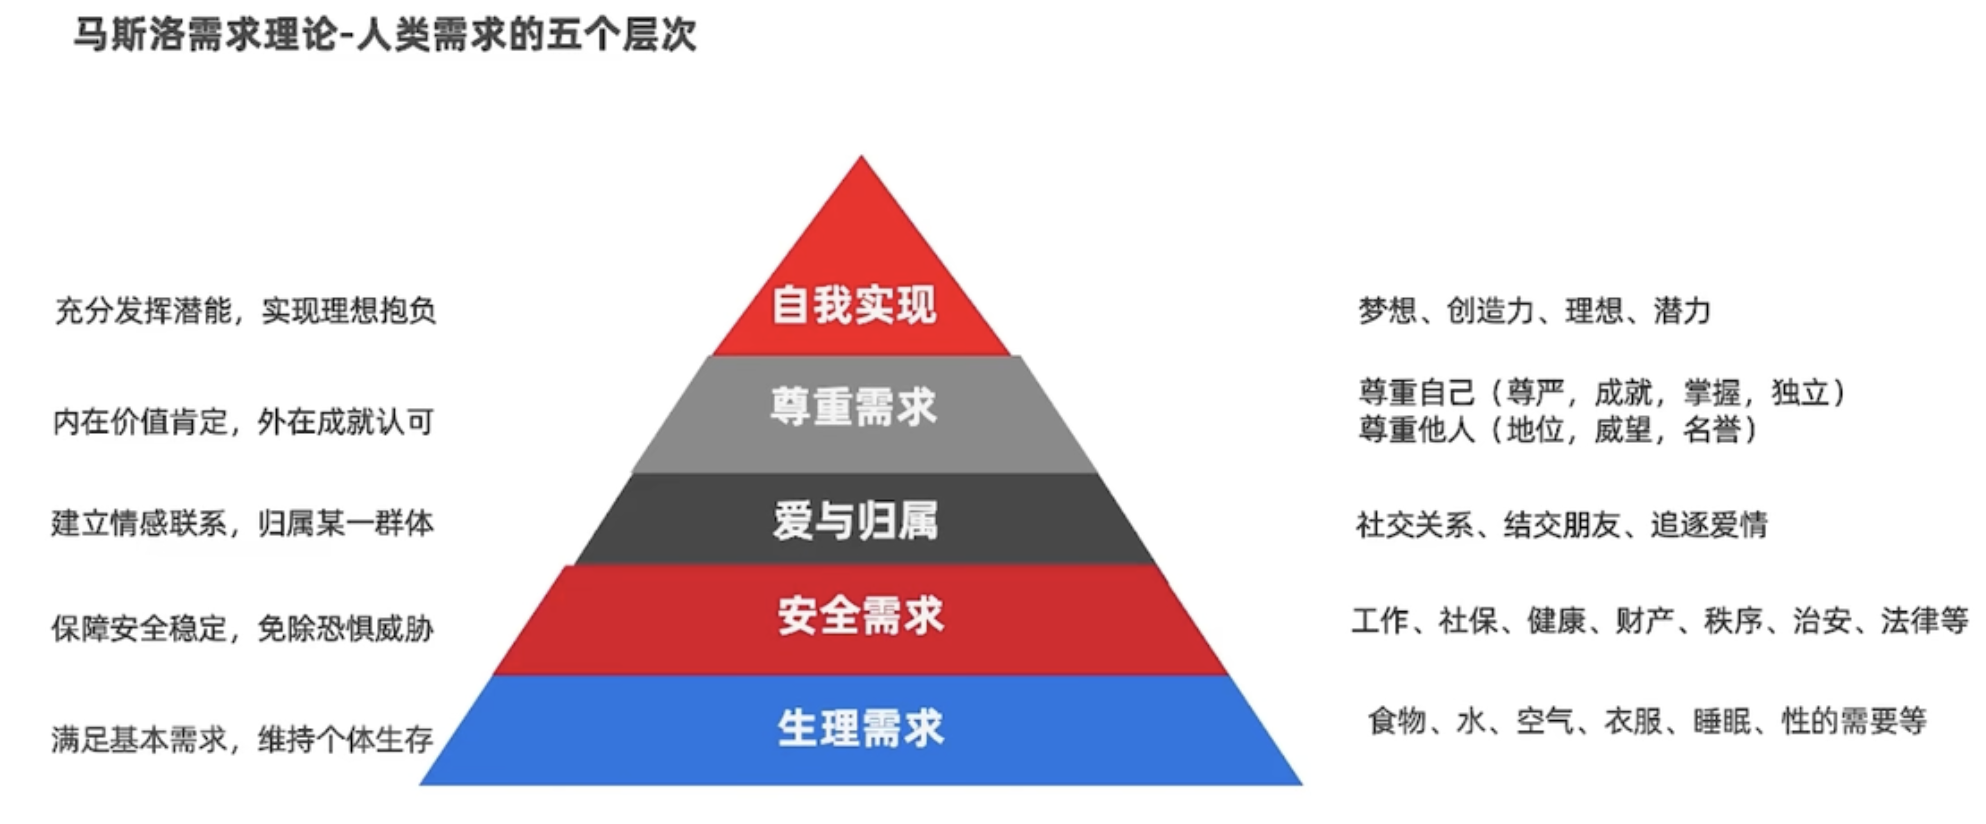 马斯洛需求理论-人类需求的五个层次
充分发挥潜能，实现理想抱负
自我实现
梦想、创造力、理想、潜力
内在价值肯定，外在成就认可
尊重需求
尊重自己（尊严，成就，掌握，独立）
尊重他人（地位，威望，名誉）
建立情感联系，归属某一群体
爱与归属
社交关系、结交朋友、追逐爱情
保障安全稳定，免除恐惧威胁
安全需求
工作、社保、健康、财产、秩序、治安、法律等
满足基本需求，维持个体生存
生理需求
食物、水、空气、衣服、睡眠、性的需要等